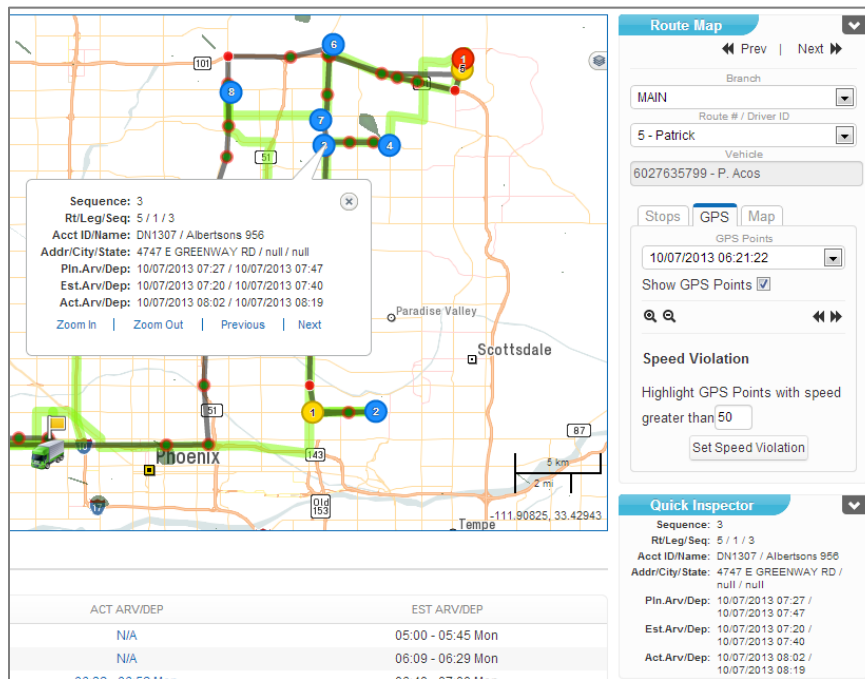 101
6
1
8
7
3
4
51
Sequence: 3
Rt/Leg/Seq: 5 / 1 / 3
Acct ID/Name: DN1307 / Albertsons 956
Addr/City/State: 4747 E GREENWAY RD / null / null
Pln.Arv/Dep: 10/07/2013 07:27 / 10/07/2013 07:47
Est.Arv/Dep: 10/07/2013 07:20 / 10/07/2013 07:40
Act.Arv/Dep: 10/07/2013 08:02 / 10/07/2013 08:19
Zoom In | Zoom Out | Previous | Next
Paradise Valley
Scottsdale
51
1
2
87
10
Phoenix
143
5 km
2 mi
17
Old
153
-111.90825, 33.42943
Tempe
ACT ARV/DEP EST ARV/DEP
N/A 05:00 - 05:45 Mon
N/A 06:09 - 06:29 Mon
Route Map
Prev | Next
Branch
MAIN
Route # / Driver ID
5 - Patrick
Vehicle
6027635799 - P. Acos
Stops GPS Map
GPS Points
10/07/2013 06:21:22
Show GPS Points
Speed Violation
Highlight GPS Points with speed
greater than 50
Set Speed Violation
Quick Inspector
Sequence: 3
Rt/Leg/Seq: 5 / 1 / 3
Acct ID/Name: DN1307 / Albertsons 956
Addr/City/State: 4747 E GREENWAY RD /
null / null
Pln.Arv/Dep: 10/07/2013 07:27 /
10/07/2013 07:47
Est.Arv/Dep: 10/07/2013 07:20 /
10/07/2013 07:40
Act.Arv/Dep: 10/07/2013 08:02 /
10/07/2013 08:19